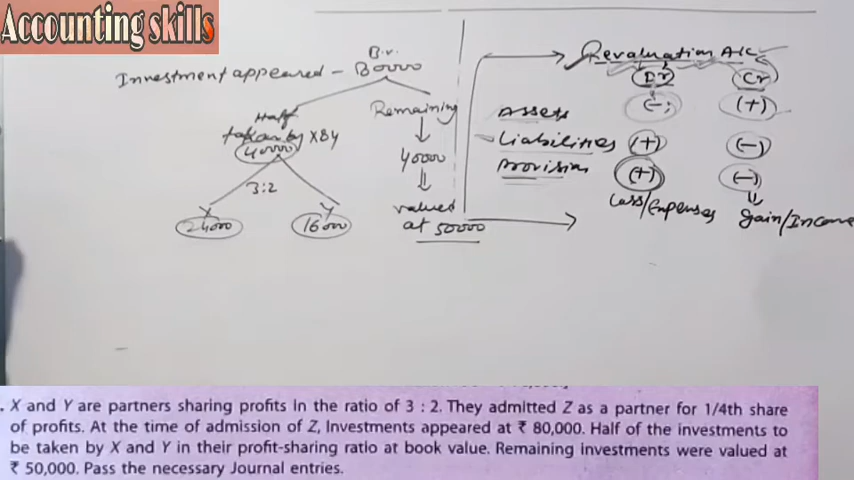 Accounting skills
B.V.
Investment appeared - 80000
Half
taken by X&Y
40000
3:2
X Y
24000 16000
Remaining
40000
valued
at 50000
Revaluation A/c
Dr Cr
Assets (-) (+)
Liabilities (+) (-)
Provision (+) (-)
Loss/Expenses Gain/Income
. X and Y are partners sharing profits in the ratio of 3 : 2. They admitted Z as a partner for 1/4th share
of profits. At the time of admission of Z, Investments appeared at ₹ 80,000. Half of the investments to
be taken by X and Y in their profit-sharing ratio at book value. Remaining investments were valued at
₹ 50,000. Pass the necessary Journal entries.